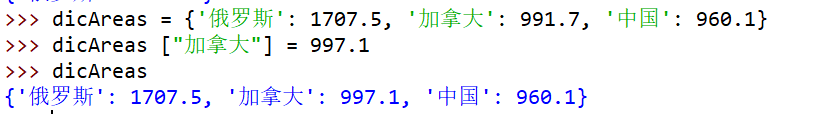 >>> dicAreas = {'俄罗斯': 1707.5, '加拿大': 991.7, '中国': 960.1}
>>> dicAreas ["加拿大"] = 997.1
>>> dicAreas
{'俄罗斯': 1707.5, '加拿大': 997.1, '中国': 960.1}